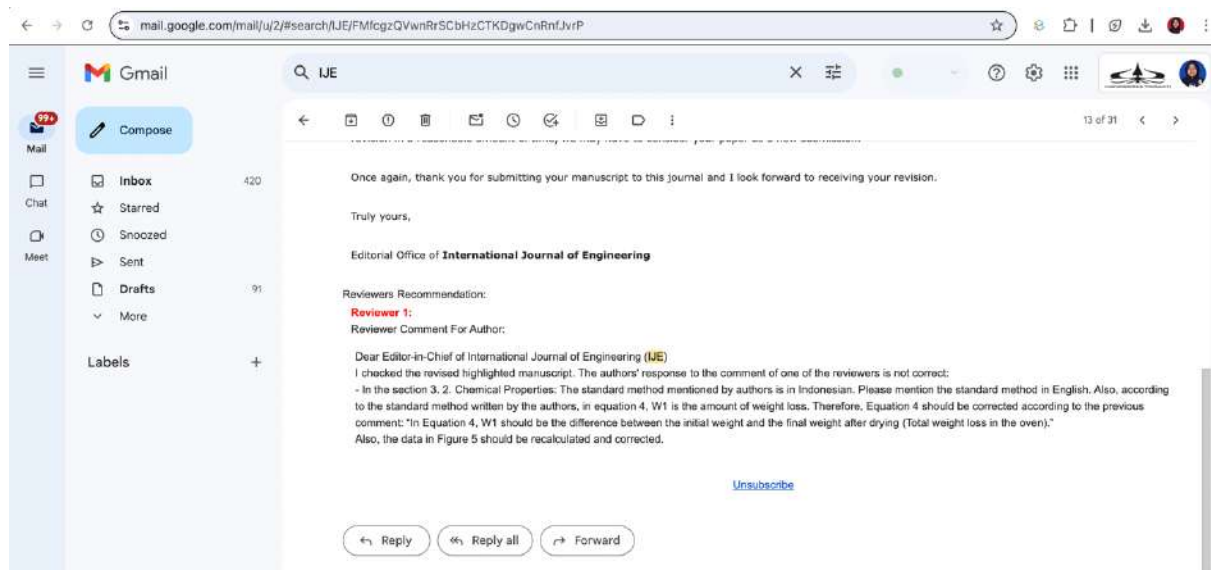 mail.google.com/mail/u/2/#search/IJE/FMfcgzQVwnRrSCbHzCTKDgwCnRnfJvrP
Gmail
IJE
99+
Mail
Compose
13 of 31
Inbox 420
Once again, thank you for submitting your manuscript to this journal and I look forward to receiving your revision.
Chat
Starred
Truly yours,
Snoozed
Meet
Editorial Office of International Journal of Engineering
Sent
Drafts 91
Reviewers Recommendation:
More
Reviewer 1:
Reviewer Comment For Author:
Labels
Dear Editor-in-Chief of International Journal of Engineering (IJE)
I checked the revised highlighted manuscript. The authors' response to the comment of one of the reviewers is not correct:
- In the section 3. 2. Chemical Properties: The standard method mentioned by authors is in Indonesian. Please mention the standard method in English. Also, according
to the standard method written by the authors, in equation 4, W1 is the amount of weight loss. Therefore, Equation 4 should be corrected according to the previous
comment: "In Equation 4, W1 should be the difference between the initial weight and the final weight after drying (Total weight loss in the oven)."
Also, the data in Figure 5 should be recalculated and corrected.
Unsubscribe
Reply
Reply all
Forward